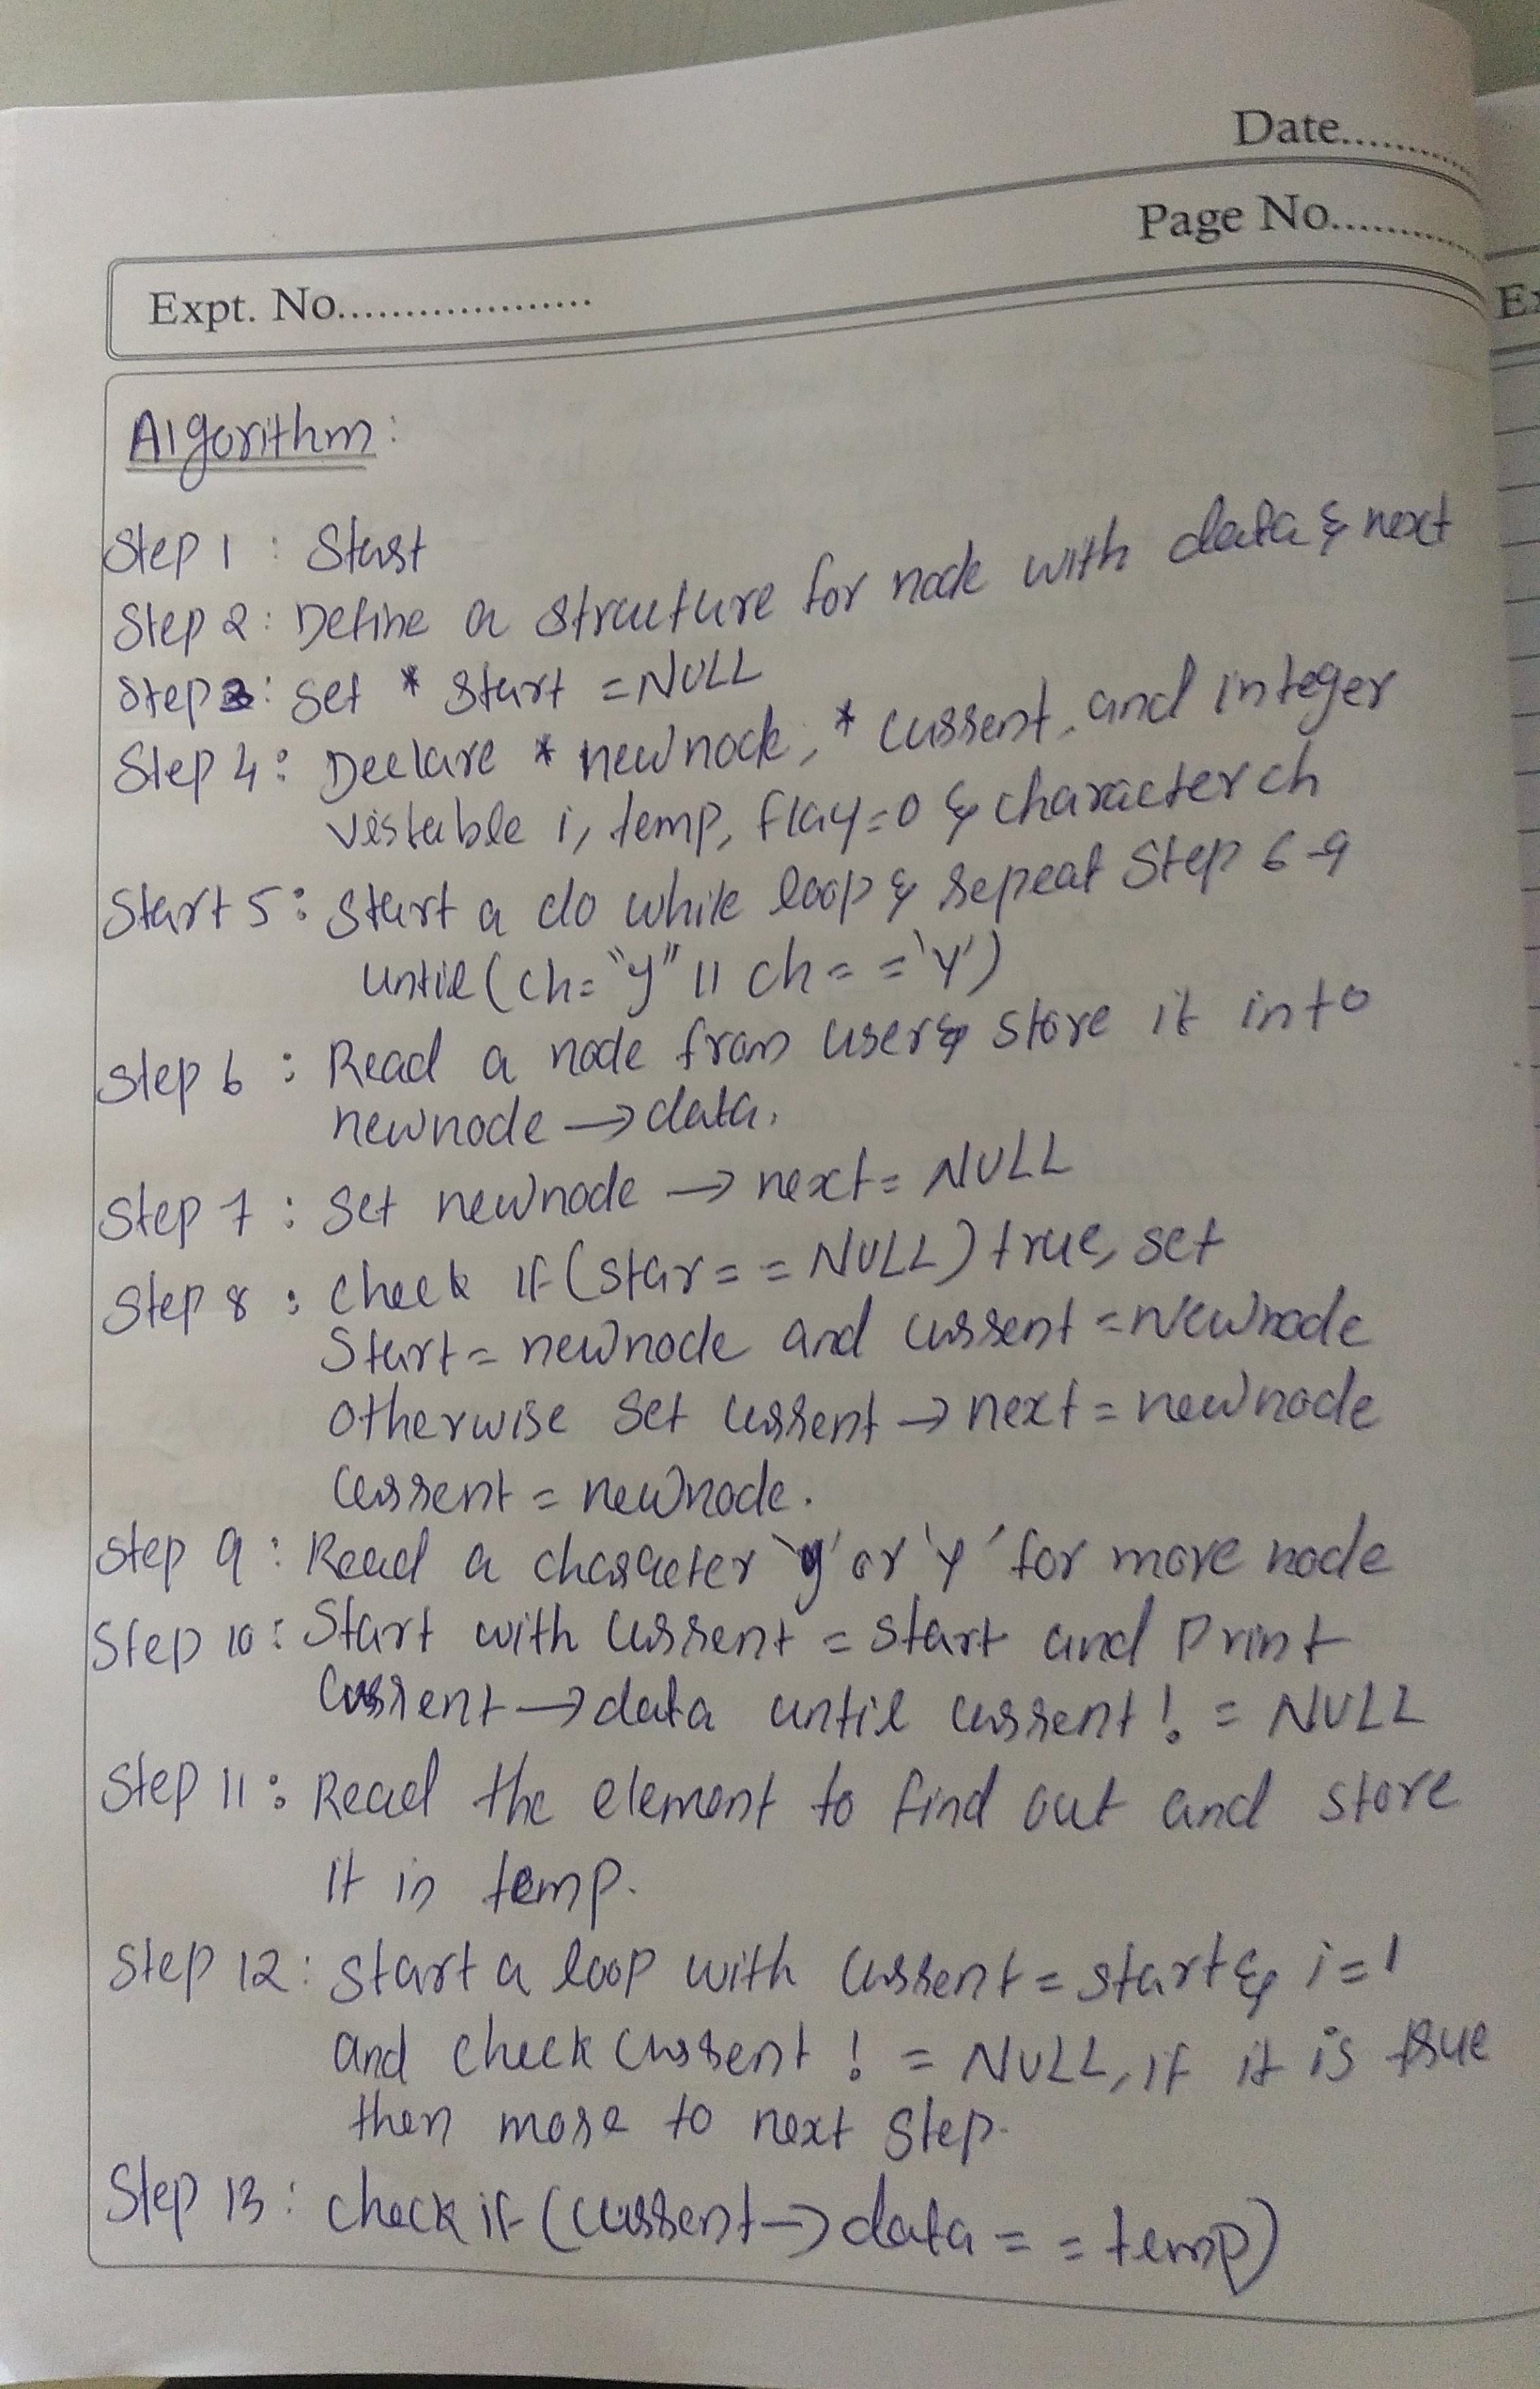 Date..........
Page No..........
Expt. No...................
Ex
Algorithm:
Step 1 : Start
Step 2 : Define a structure for node with data & next
Step 3 : set * start = NULL
Step 4 : Declare * newnode, * current, and integer
variable i, temp, flag=0 & character ch
Start 5 : Start a do while loop & repeat Step 6-9
until (ch= "y" || ch = = 'Y')
Step 6 : Read a node from user & store it into
newnode → data.
Step 7 : Set newnode → next = NULL
Step 8 : check if (star = = NULL) true, set
Start = newnode and current = Newnode
otherwise Set current → next = newnode
current = newnode.
Step 9 : Read a character 'y' or 'Y' for more node
Step 10 : Start with current = start and Print
current → data until current ! = NULL
Step 11 : Read the element to find out and store
it in temp.
Step 12 : start a loop with current = start & i = 1
and check current ! = NULL, if it is true
then more to next Step.
Step 13 : check if (current → data = = temp)